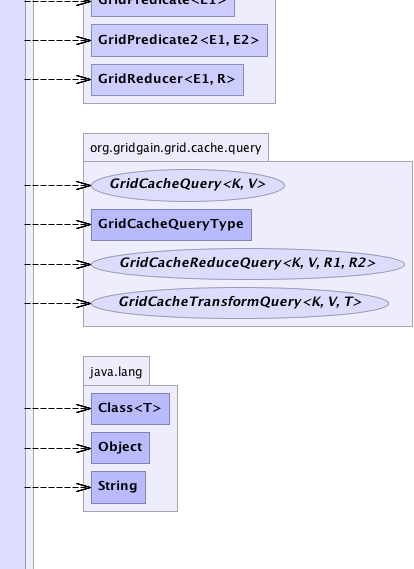 GridPredicate<E1>
GridPredicate2<E1, E2>
GridReducer<E1, R>
org.gridgain.grid.cache.query
GridCacheQuery<K, V>
GridCacheQueryType
GridCacheReduceQuery<K, V, R1, R2>
GridCacheTransformQuery<K, V, T>
java.lang
Class<T>
Object
String